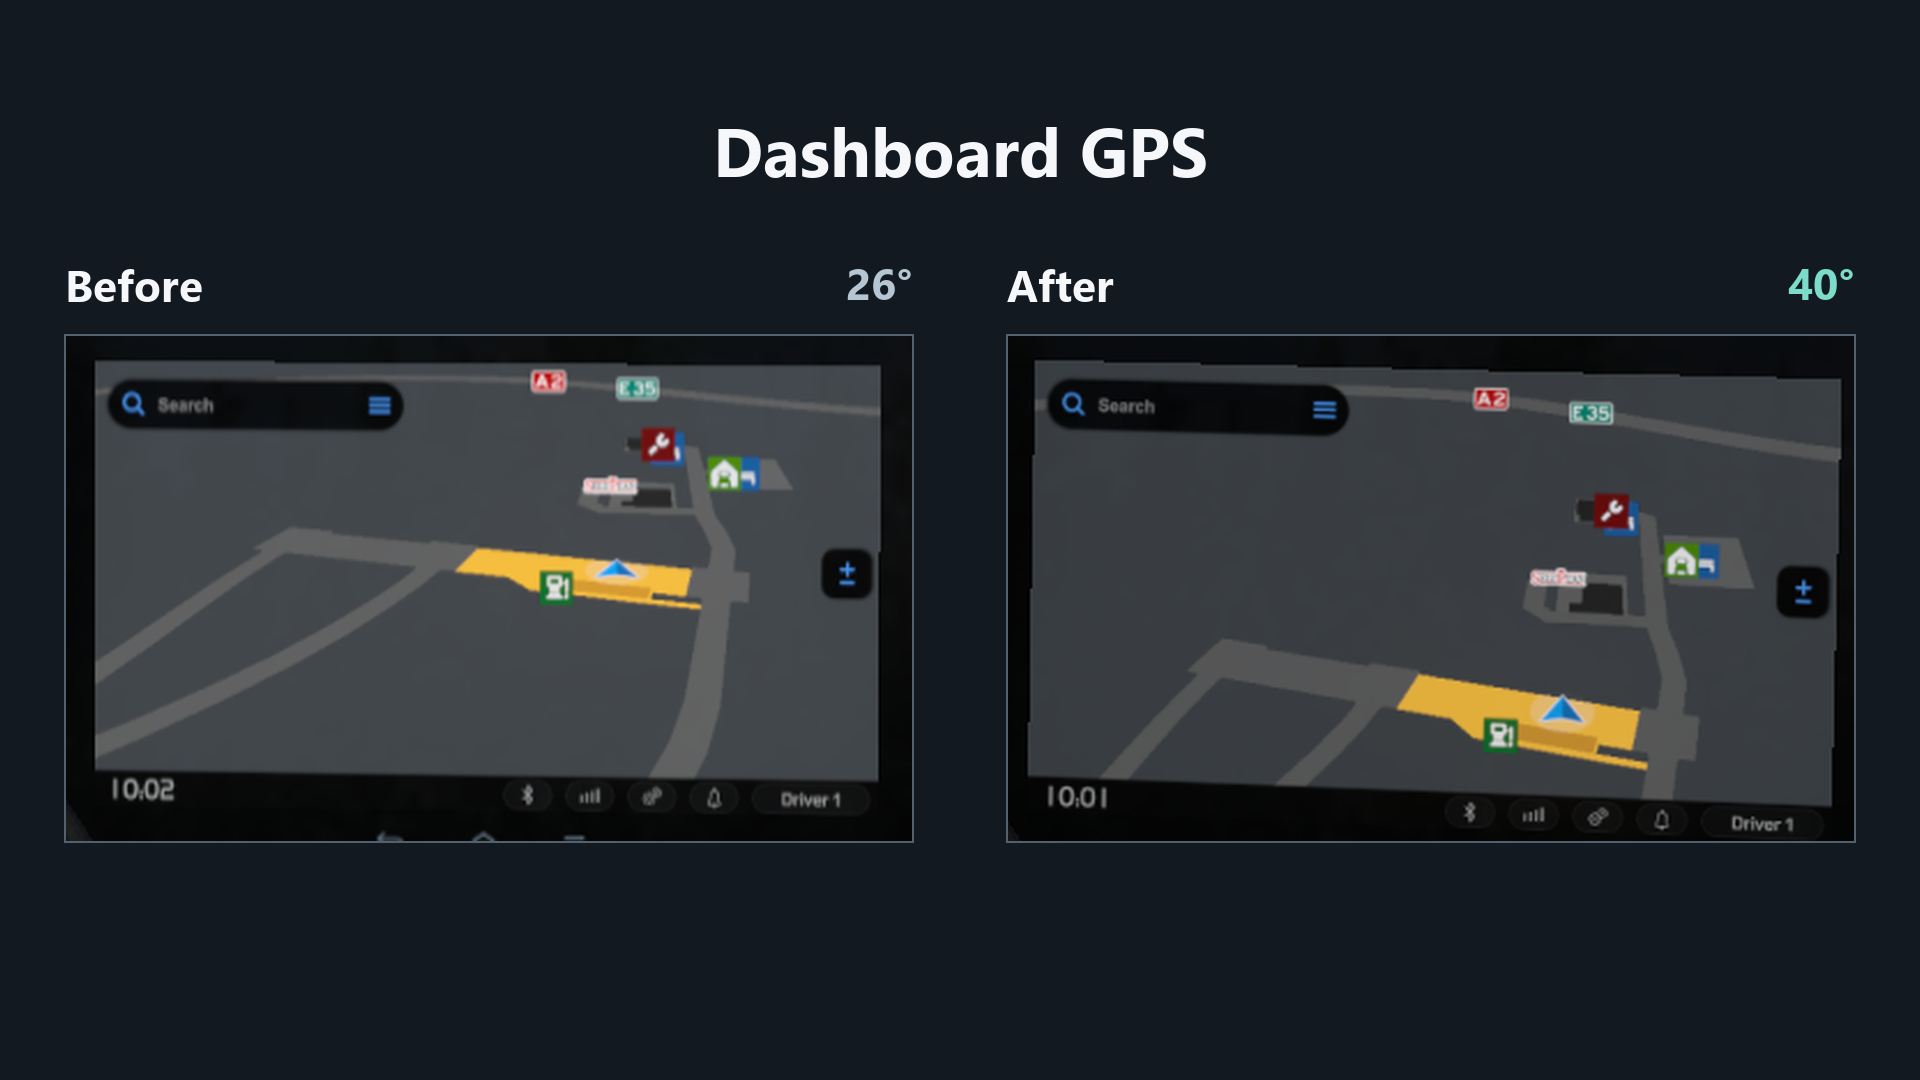 Dashboard GPS
Before
26°
After
40°
Search
A2
E35
10:02
Driver 1
Search
A2
E35
10:01
Driver 1